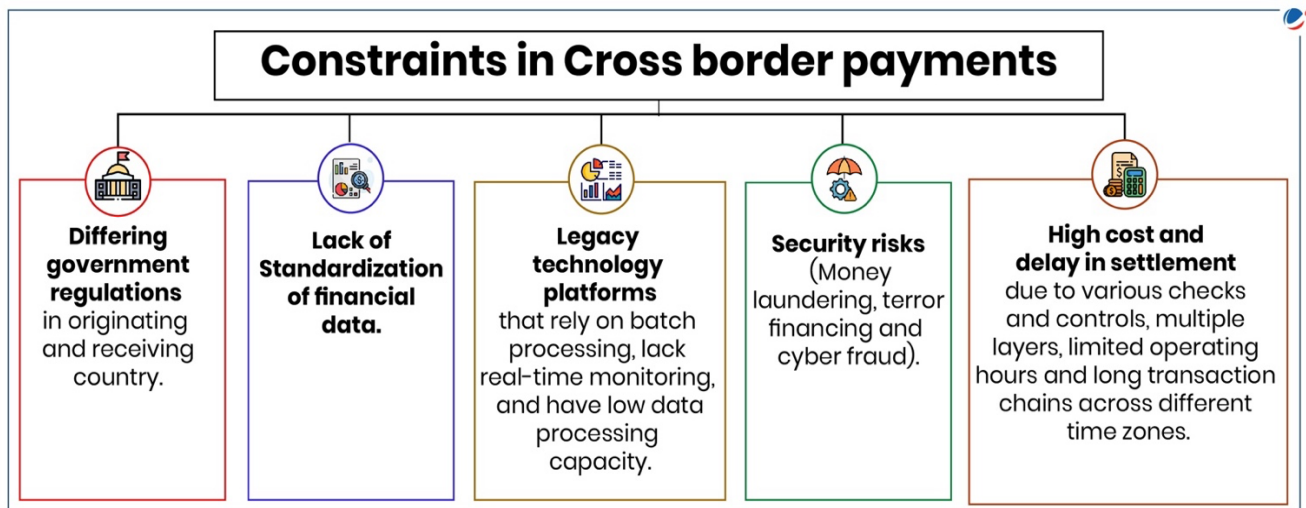 Constraints in Cross border payments
Differing
government
regulations
in originating
and receiving
country.
Lack of
Standardization
of financial
data.
Legacy
technology
platforms
that rely on batch
processing, lack
real-time monitoring,
and have low data
processing
capacity.
Security risks
(Money
laundering, terror
financing and
cyber fraud).
High cost and
delay in settlement
due to various checks
and controls, multiple
layers, limited operating
hours and long transaction
chains across different
time zones.